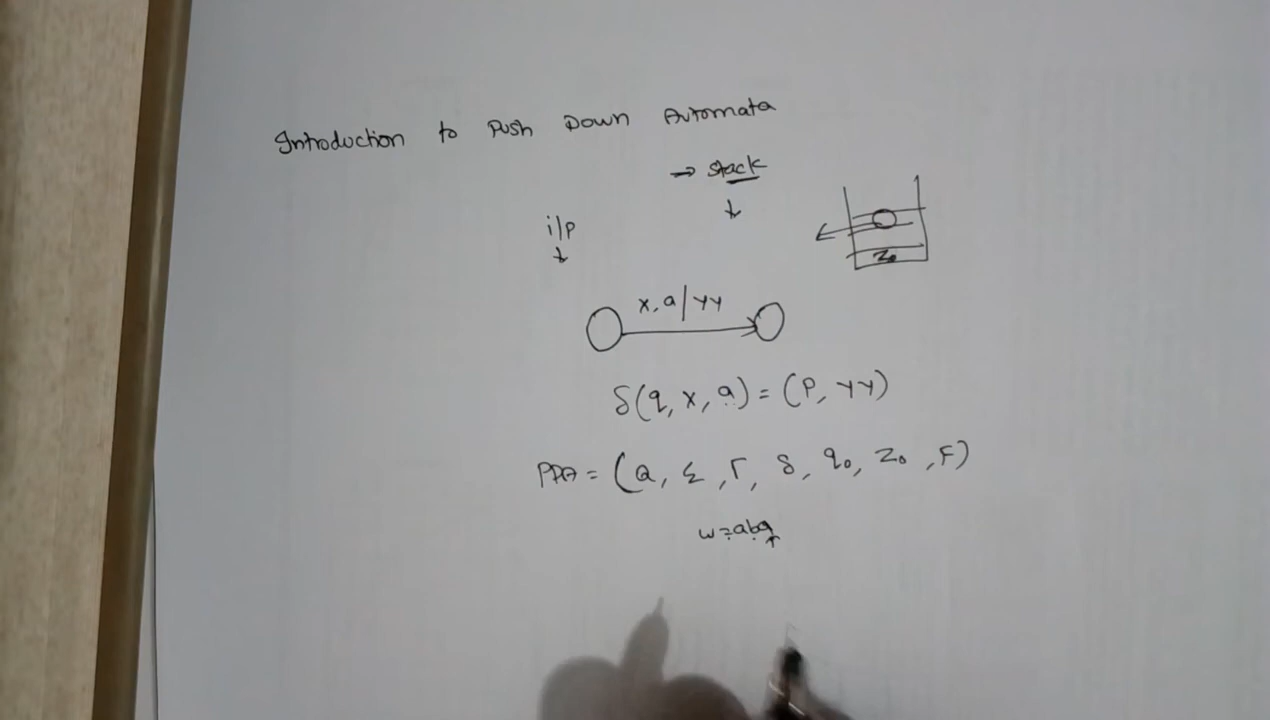 Introduction to Push Down Automata
→ Stack
i/p
Z₀
x, a/yy
δ(q, x, a) = (P, yy)
PDA = (Q, Σ, Γ, δ, q₀, Z₀, F)
w=aba